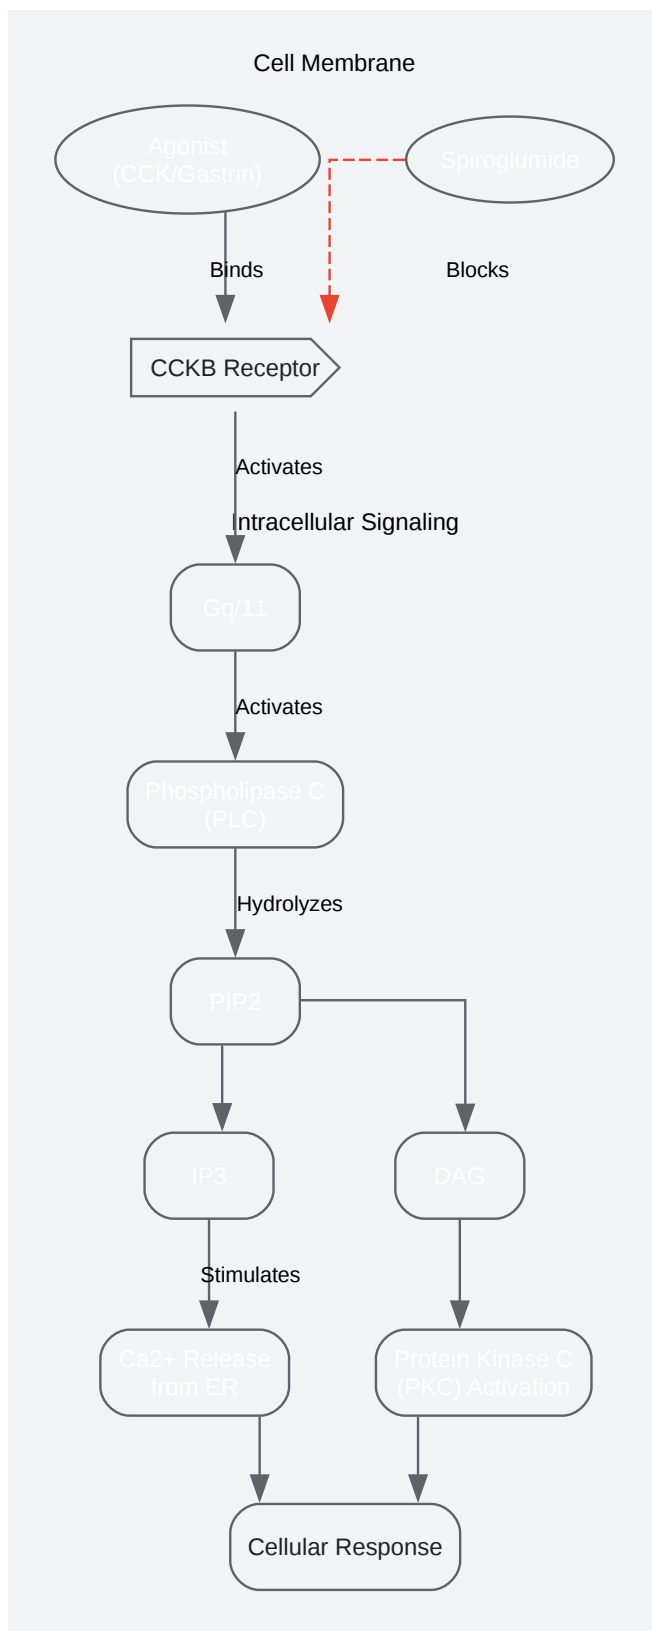 Cell Membrane
Agonist
(CCK/Gastrin)
Spiroglumide
Binds
Blocks
CCKB Receptor
Activates
Intracellular Signaling
Gq/11
Activates
Phospholipase C
(PLC)
Hydrolyzes
PIP2
IP3
DAG
Stimulates
Ca2+ Release
from ER
Protein Kinase C
(PKC) Activation
Cellular Response